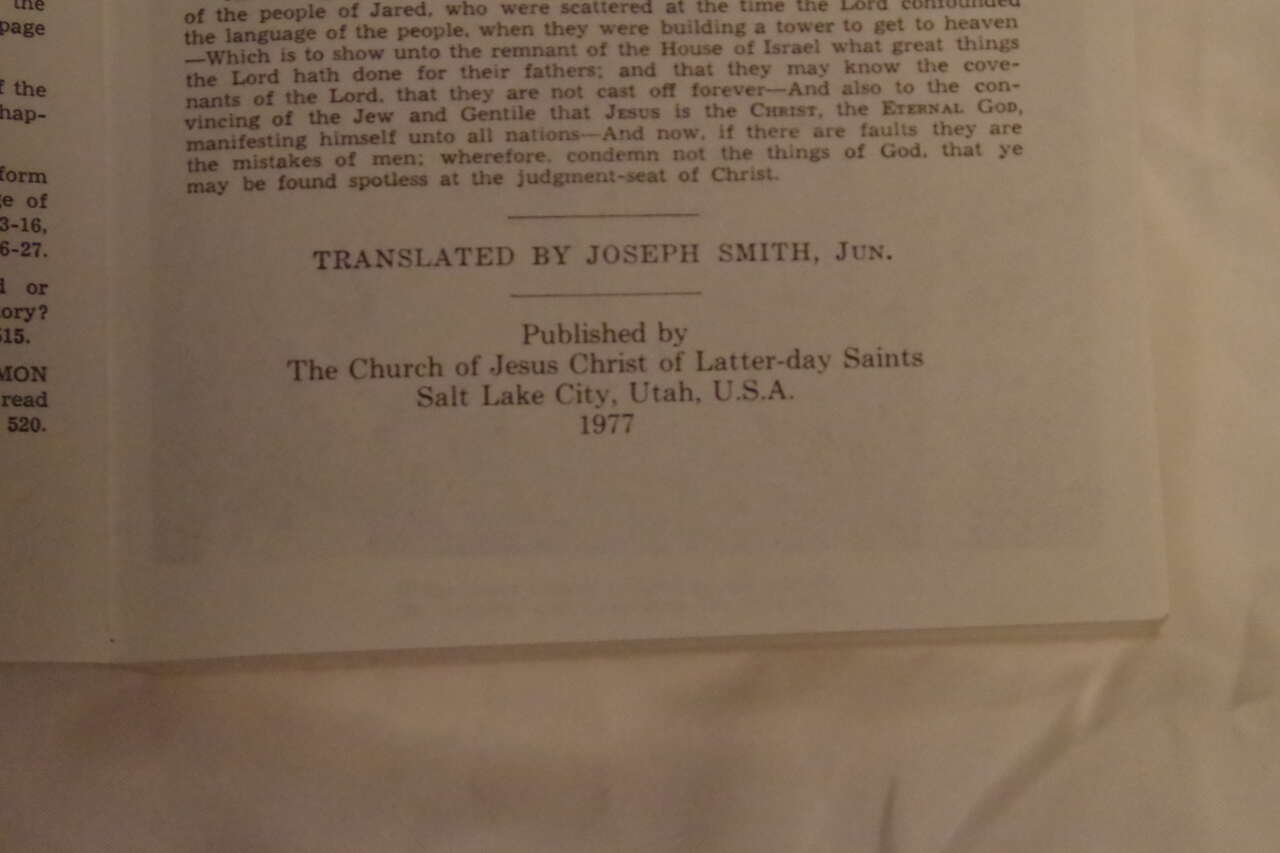 the
page
the
hap-
form
of
3-16,
6-27.
or
ory?
515.
MON
read
520.
of the people of Jared, who were scattered at the time the Lord confounded
the language of the people, when they were building a tower to get to heaven
—Which is to show unto the remnant of the House of Israel what great things
the Lord hath done for their fathers; and that they may know the cove-
nants of the Lord, that they are not cast off forever—And also to the con-
vincing of the Jew and Gentile that JESUS is the CHRIST, the ETERNAL GOD,
manifesting himself unto all nations—And now, if there are faults they are
the mistakes of men; wherefore, condemn not the things of God, that ye
may be found spotless at the judgment-seat of Christ.
TRANSLATED BY JOSEPH SMITH, JUN.
Published by
The Church of Jesus Christ of Latter-day Saints
Salt Lake City, Utah, U.S.A.
1977